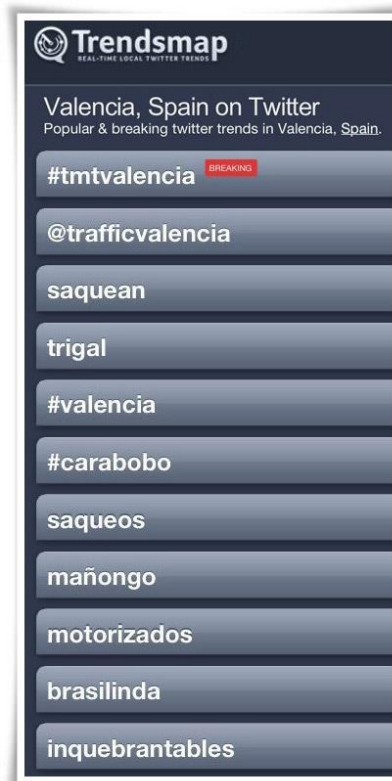 Trendsmap
REAL-TIME LOCAL TWITTER TRENDS
Valencia, Spain on Twitter
Popular & breaking twitter trends in Valencia, Spain.
#tmtvalencia BREAKING
@trafficvalencia
saquean
trigal
#valencia
#carabobo
saqueos
mañongo
motorizados
brasilinda
inquebrantables